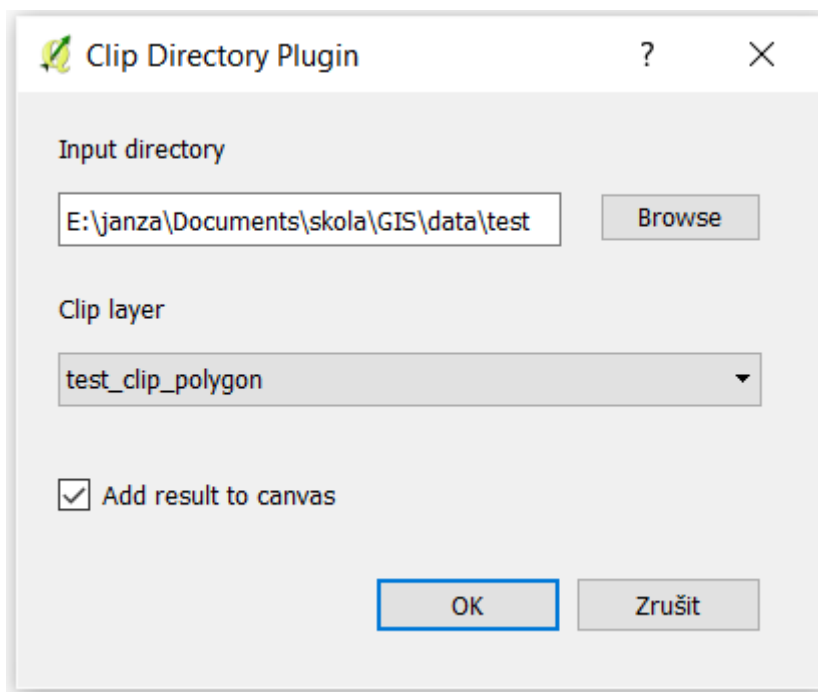 Clip Directory Plugin
?
Input directory
E:\janza\Documents\skola\GIS\data\test
Browse
Clip layer
test_clip_polygon
Add result to canvas
OK
Zrušit